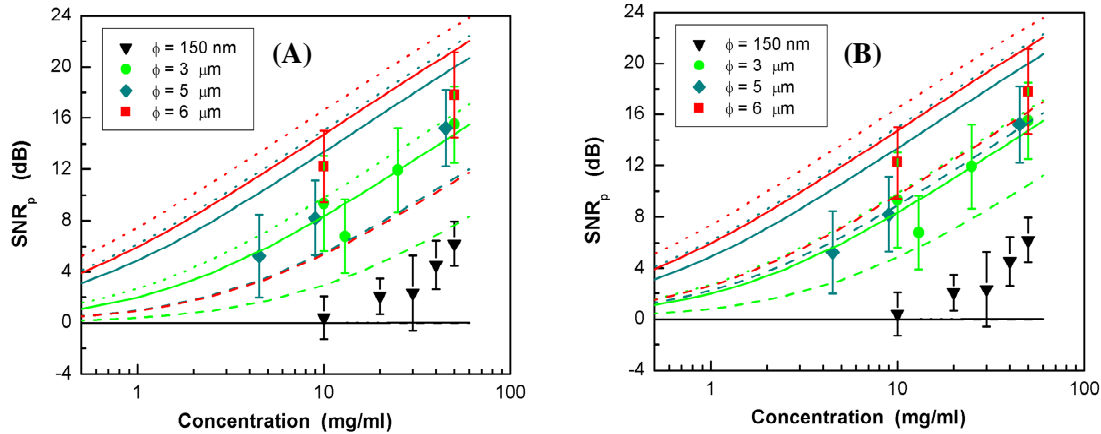 (A)
ϕ = 150 nm
ϕ = 3 μm
ϕ = 5 μm
ϕ = 6 μm
24
20
16
12
8
4
0
-4
SNRp (dB)
1
10
100
Concentration (mg/ml)
(B)
ϕ = 150 nm
ϕ = 3 μm
ϕ = 5 μm
ϕ = 6 μm
24
20
16
12
8
4
0
-4
SNRp (dB)
1
10
100
Concentration (mg/ml)